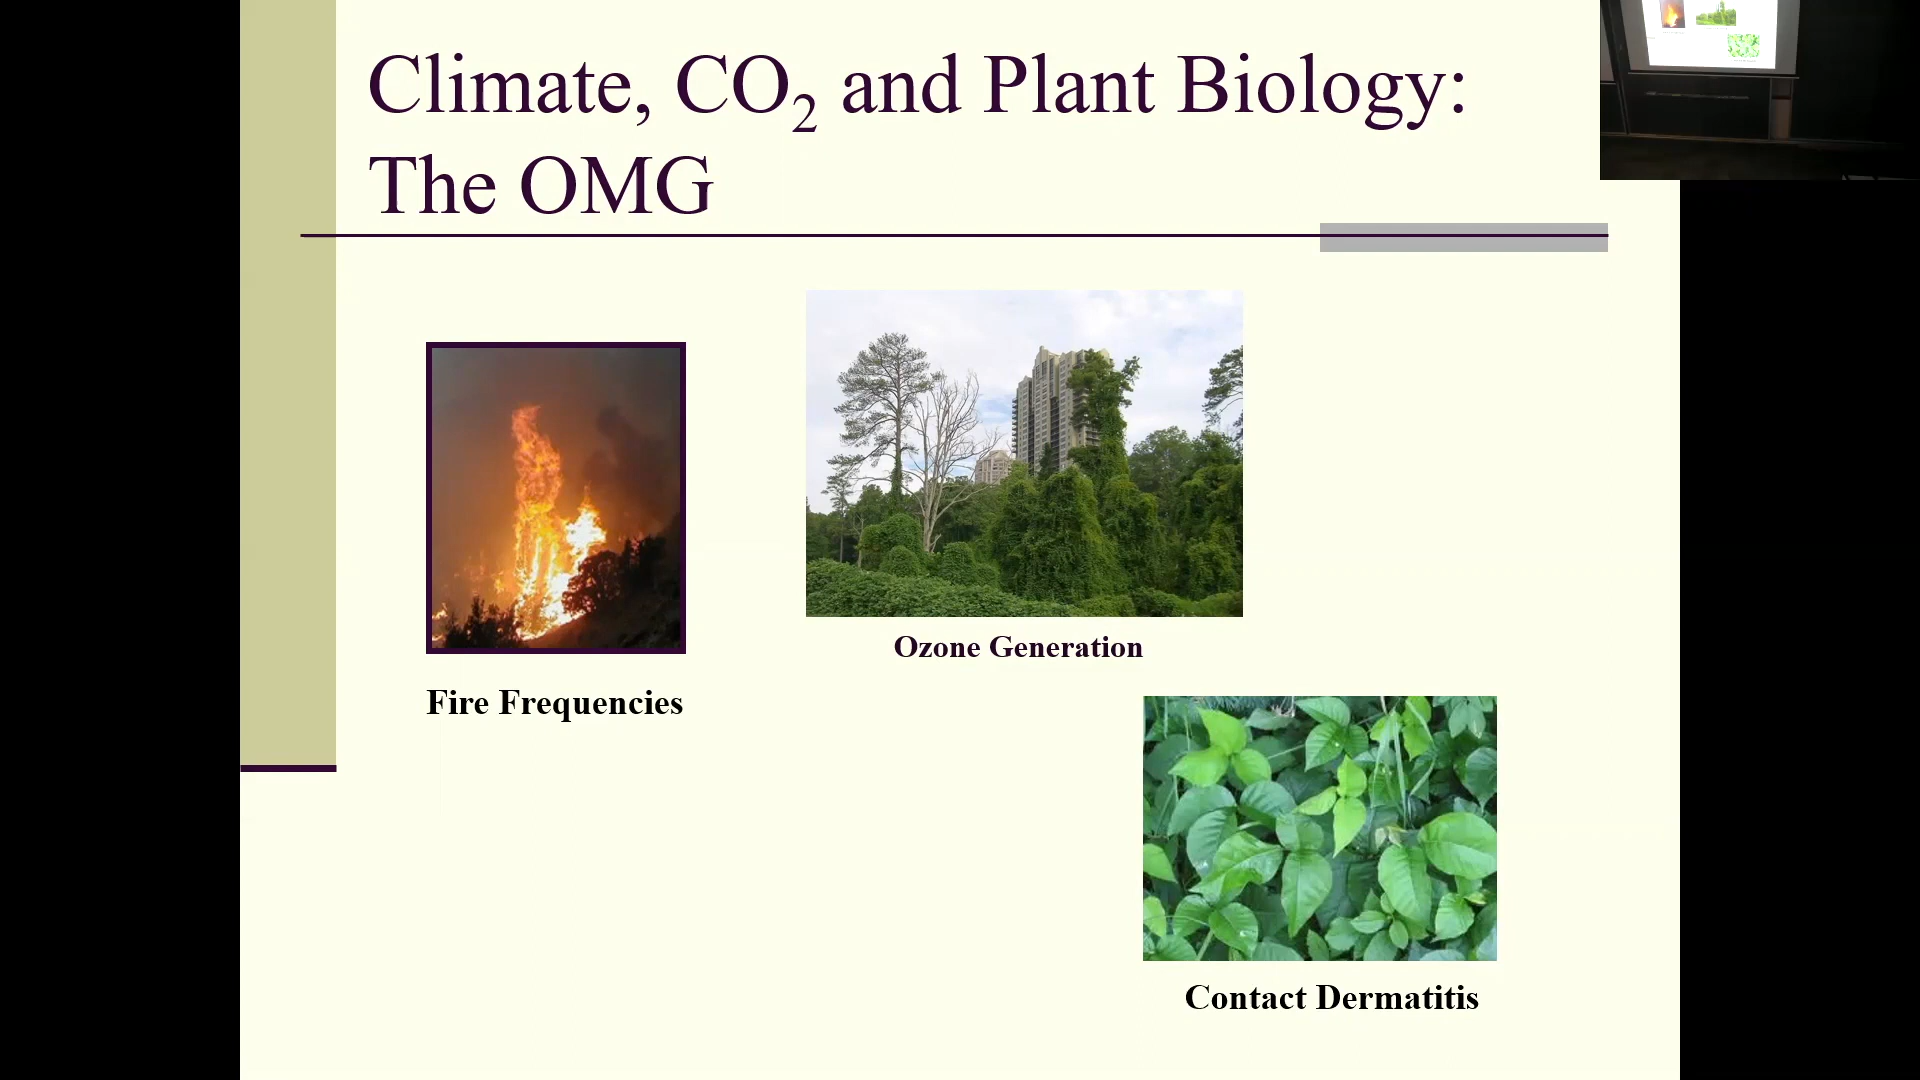 Climate, CO₂ and Plant Biology:
The OMG
Ozone Generation
Fire Frequencies
Contact Dermatitis